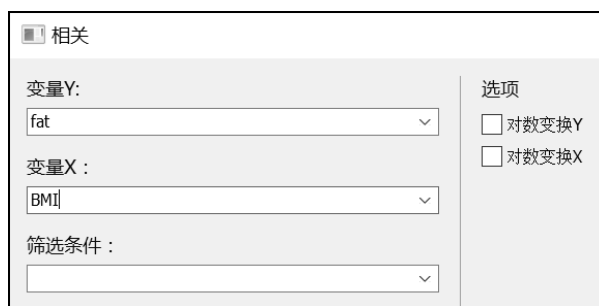 相关
变量Y:
fat
变量X：
BMI
筛选条件：
选项
对数变换Y
对数变换X